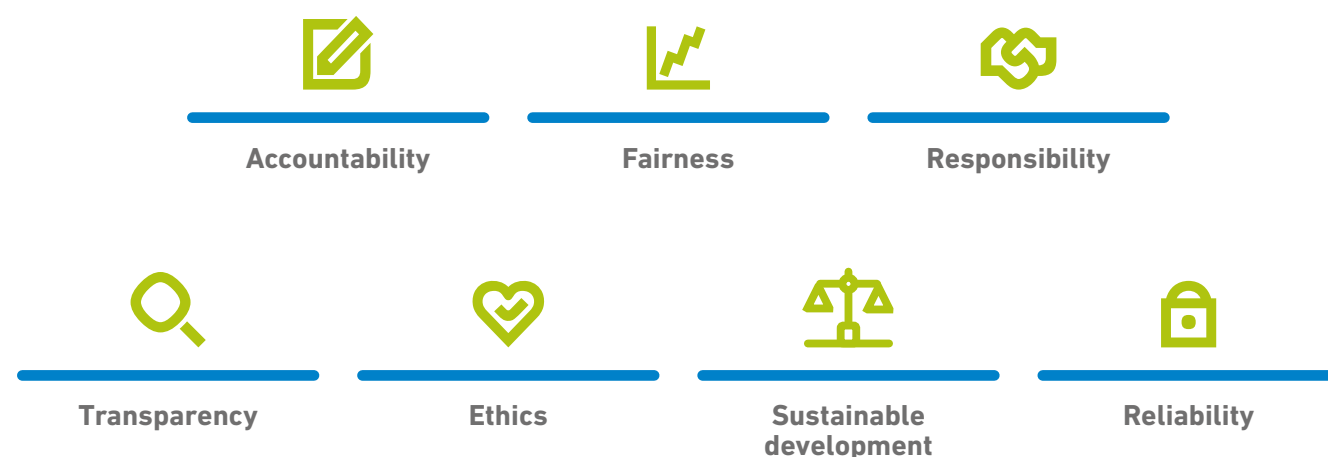 Accountability
Fairness
Responsibility
Transparency
Ethics
Sustainable
development
Reliability